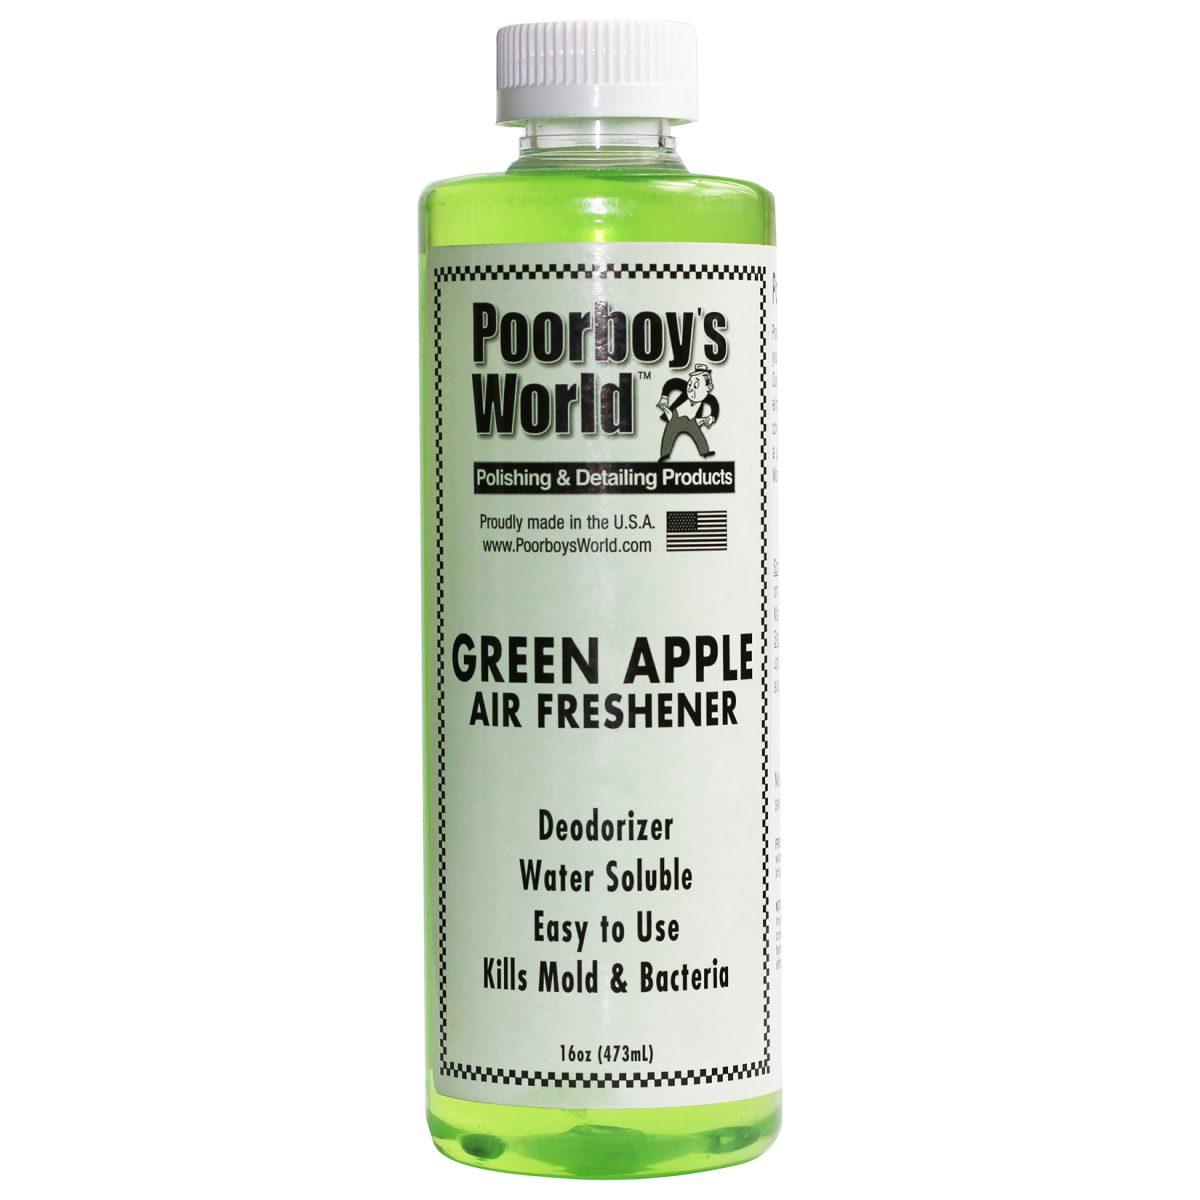 Poorboy's
World™
Polishing & Detailing Products
Proudly made in the U.S.A.
www.PoorboysWorld.com
GREEN APPLE
AIR FRESHENER
Deodorizer
Water Soluble
Easy to Use
Kills Mold & Bacteria
16oz (473mL)